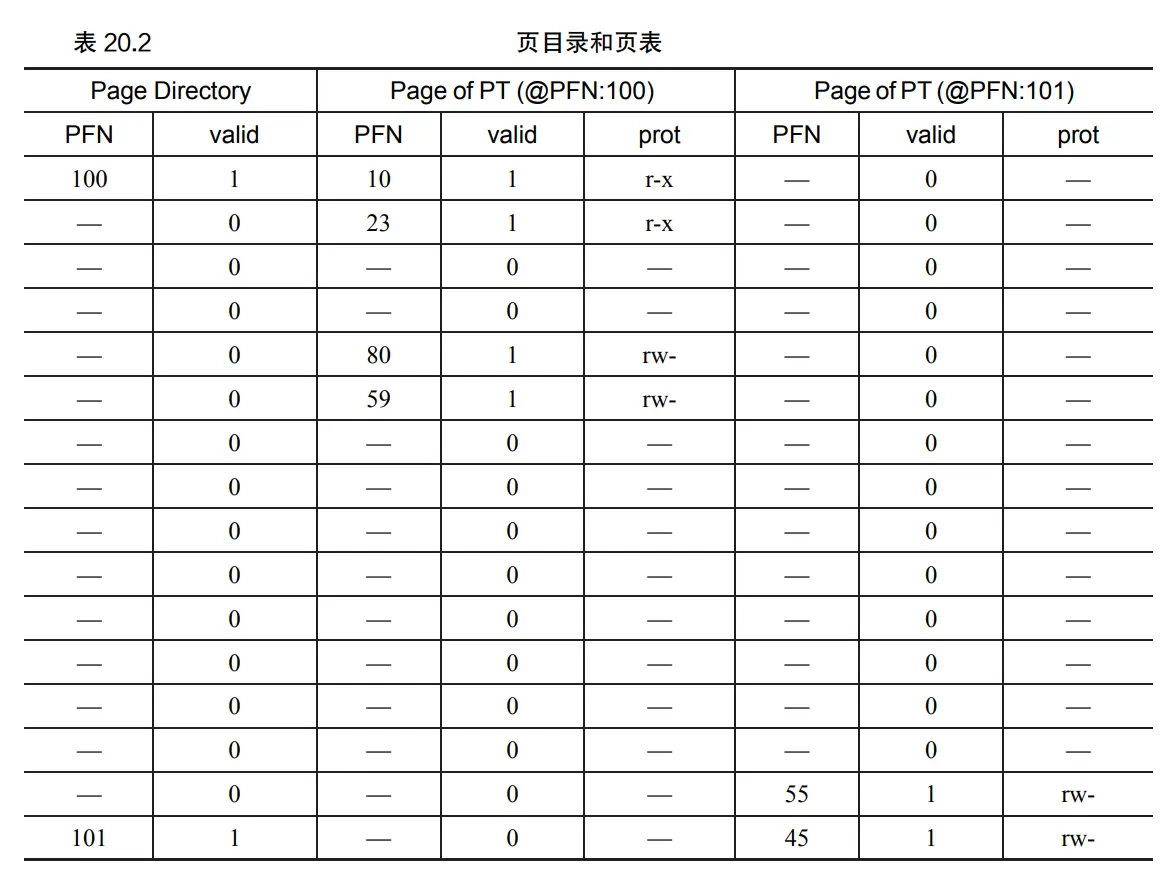 表 20.2 页目录和页表
Page Directory Page of PT (@PFN:100) Page of PT (@PFN:101)
PFN valid PFN valid prot PFN valid prot
100 1 10 1 r-x — 0 —
— 0 23 1 r-x — 0 —
— 0 — 0 — — 0 —
— 0 — 0 — — 0 —
— 0 80 1 rw- — 0 —
— 0 59 1 rw- — 0 —
— 0 — 0 — — 0 —
— 0 — 0 — — 0 —
— 0 — 0 — — 0 —
— 0 — 0 — — 0 —
— 0 — 0 — — 0 —
— 0 — 0 — — 0 —
— 0 — 0 — — 0 —
— 0 — 0 — — 0 —
— 0 — 0 — 55 1 rw-
101 1 — 0 — 45 1 rw-